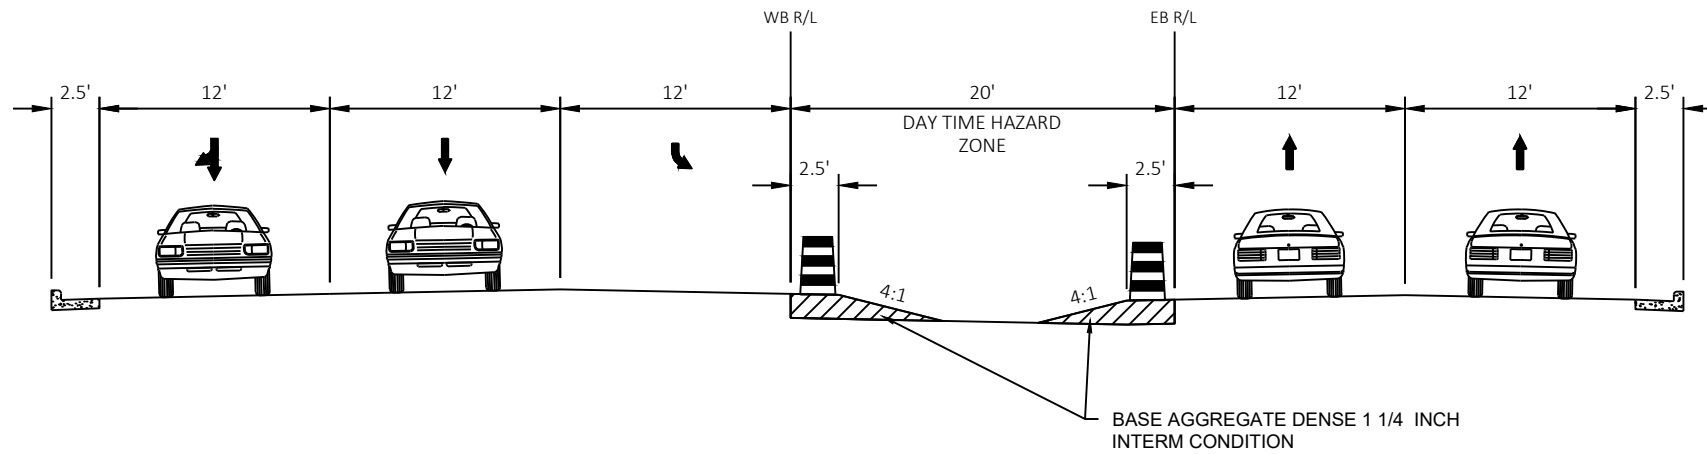 WB R/L
EB R/L
2.5'
12'
12'
12'
20'
12'
12'
2.5'
DAY TIME HAZARD
ZONE
2.5'
2.5'
4:1
4:1
BASE AGGREGATE DENSE 1 1/4 INCH
INTERM CONDITION